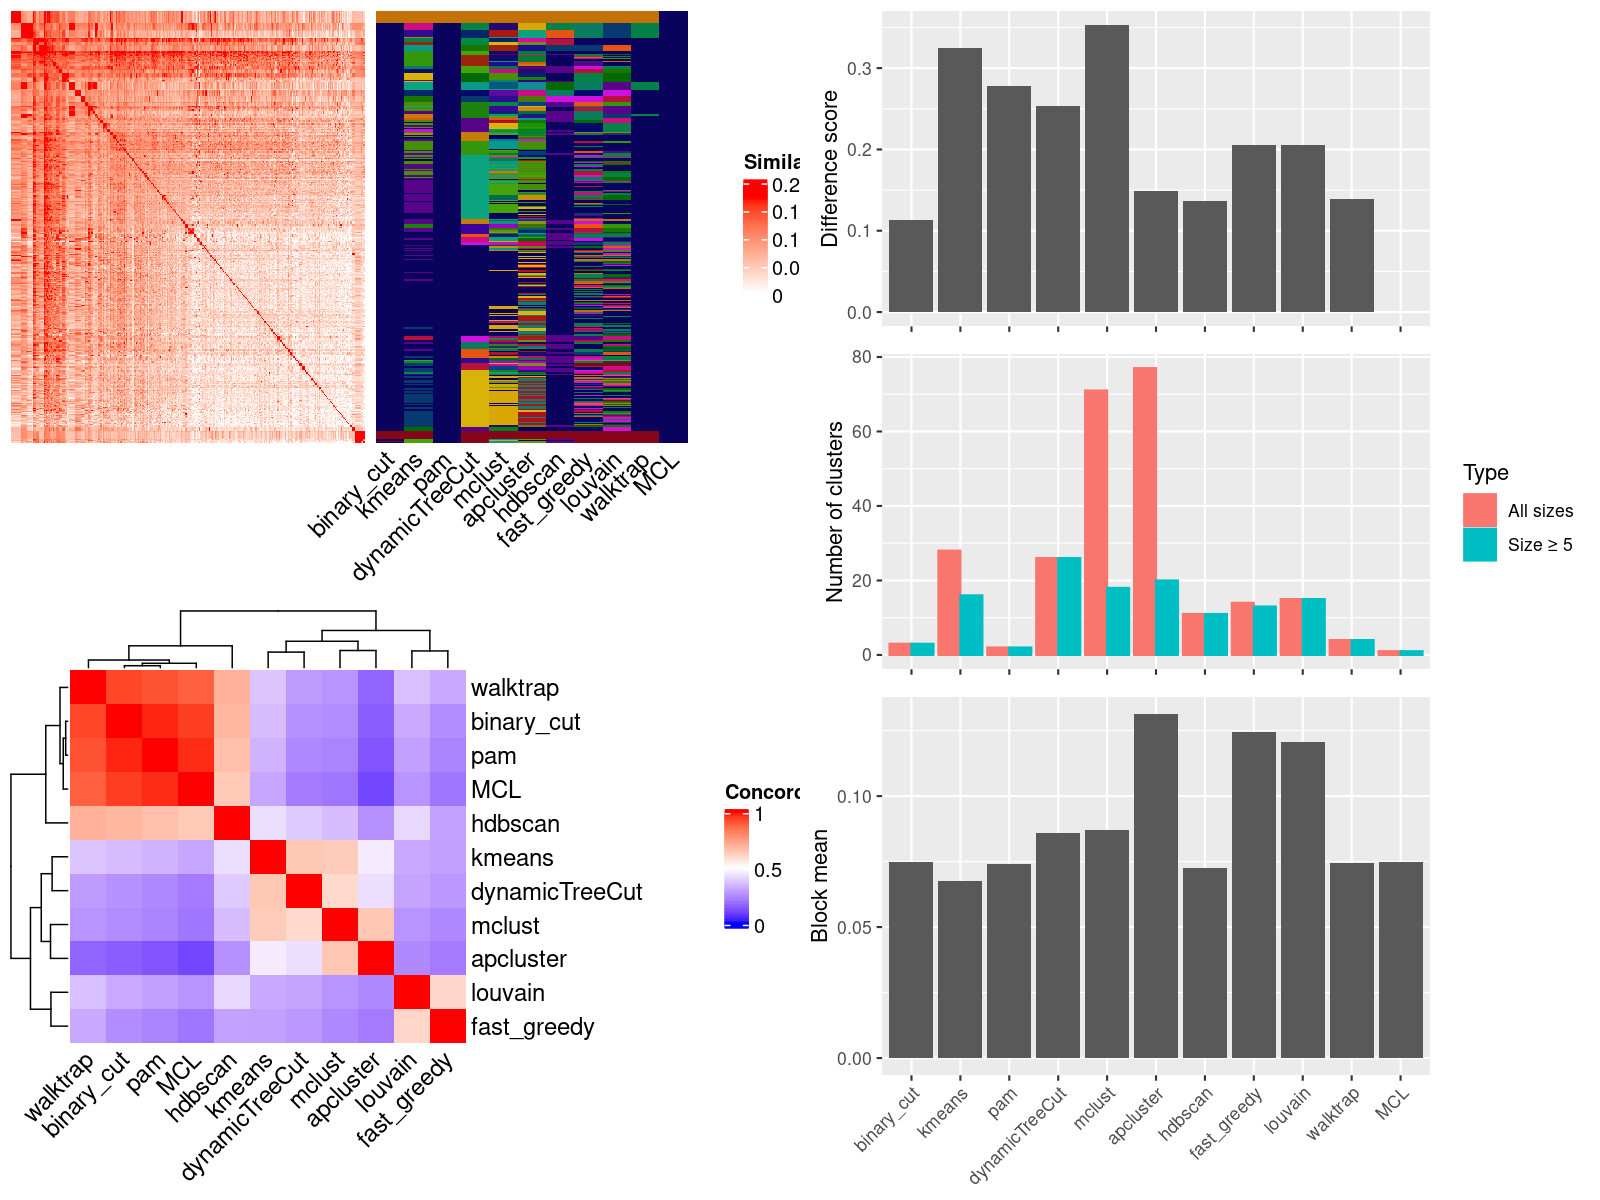 Simila
0.2
0.1
0.1
0.0
0
binary_cut
kmeans
pam
dynamicTreeCut
mclust
apcluster
hdbscan
fast_greedy
louvain
walktrap
MCL
walktrap
binary_cut
pam
MCL
hdbscan
kmeans
dynamicTreeCut
mclust
apcluster
louvain
fast_greedy
walktrap
binary_cut
pam
MCL
hdbscan
kmeans
dynamicTreeCut
mclust
apcluster
louvain
fast_greedy
Concord
1
0.5
0
Difference score
0.3
0.2
0.1
0.0
Number of clusters
80
60
40
20
0
Type
All sizes
Size ≥ 5
Block mean
0.10
0.05
0.00
binary_cut
kmeans
pam
dynamicTreeCut
mclust
apcluster
hdbscan
fast_greedy
louvain
walktrap
MCL